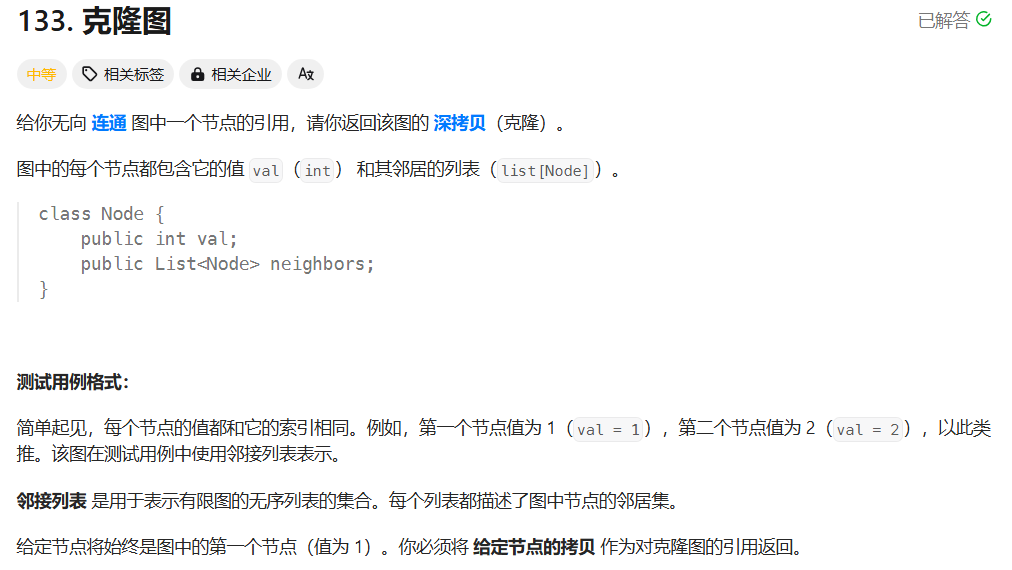 133. 克隆图
已解答
中等 相关标签 相关企业
给你无向 连通 图中一个节点的引用，请你返回该图的 深拷贝（克隆）。
图中的每个节点都包含它的值 val（int） 和其邻居的列表（list[Node]）。
class Node {
    public int val;
    public List<Node> neighbors;
}
测试用例格式：
简单起见，每个节点的值都和它的索引相同。例如，第一个节点值为 1（val = 1），第二个节点值为 2（val = 2），以此类
推。该图在测试用例中使用邻接列表表示。
邻接列表 是用于表示有限图的无序列表的集合。每个列表都描述了图中节点的邻居集。
给定节点将始终是图中的第一个节点（值为 1）。你必须将 给定节点的拷贝 作为对克隆图的引用返回。